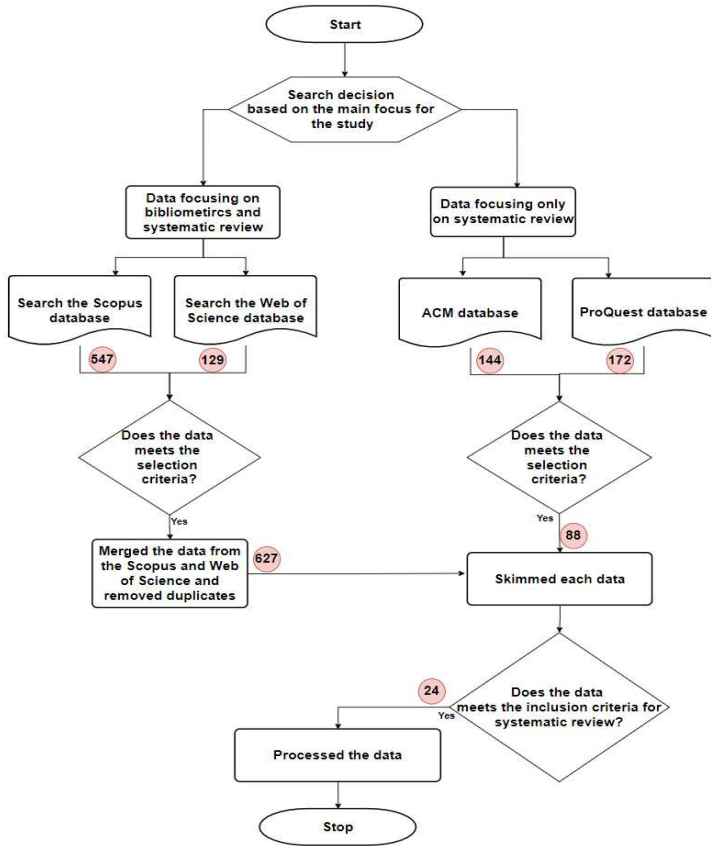 Start
Search decision
based on the main focus for
the study
Data focusing on
bibliometircs and
systematic review
Data focusing only
on systematic review
Search the Scopus
database
Search the Web of
Science database
ACM database
ProQuest database
547
129
144
172
Does the data
meets the
selection
criteria?
Does the data
meets the
selection
criteria?
Yes
Yes
Merged the data from
the Scopus and Web
of Science and
removed duplicates
627
88
Skimmed each data
24
Yes
Does the data
meets the inclusion criteria for
systematic review?
Processed the data
Stop